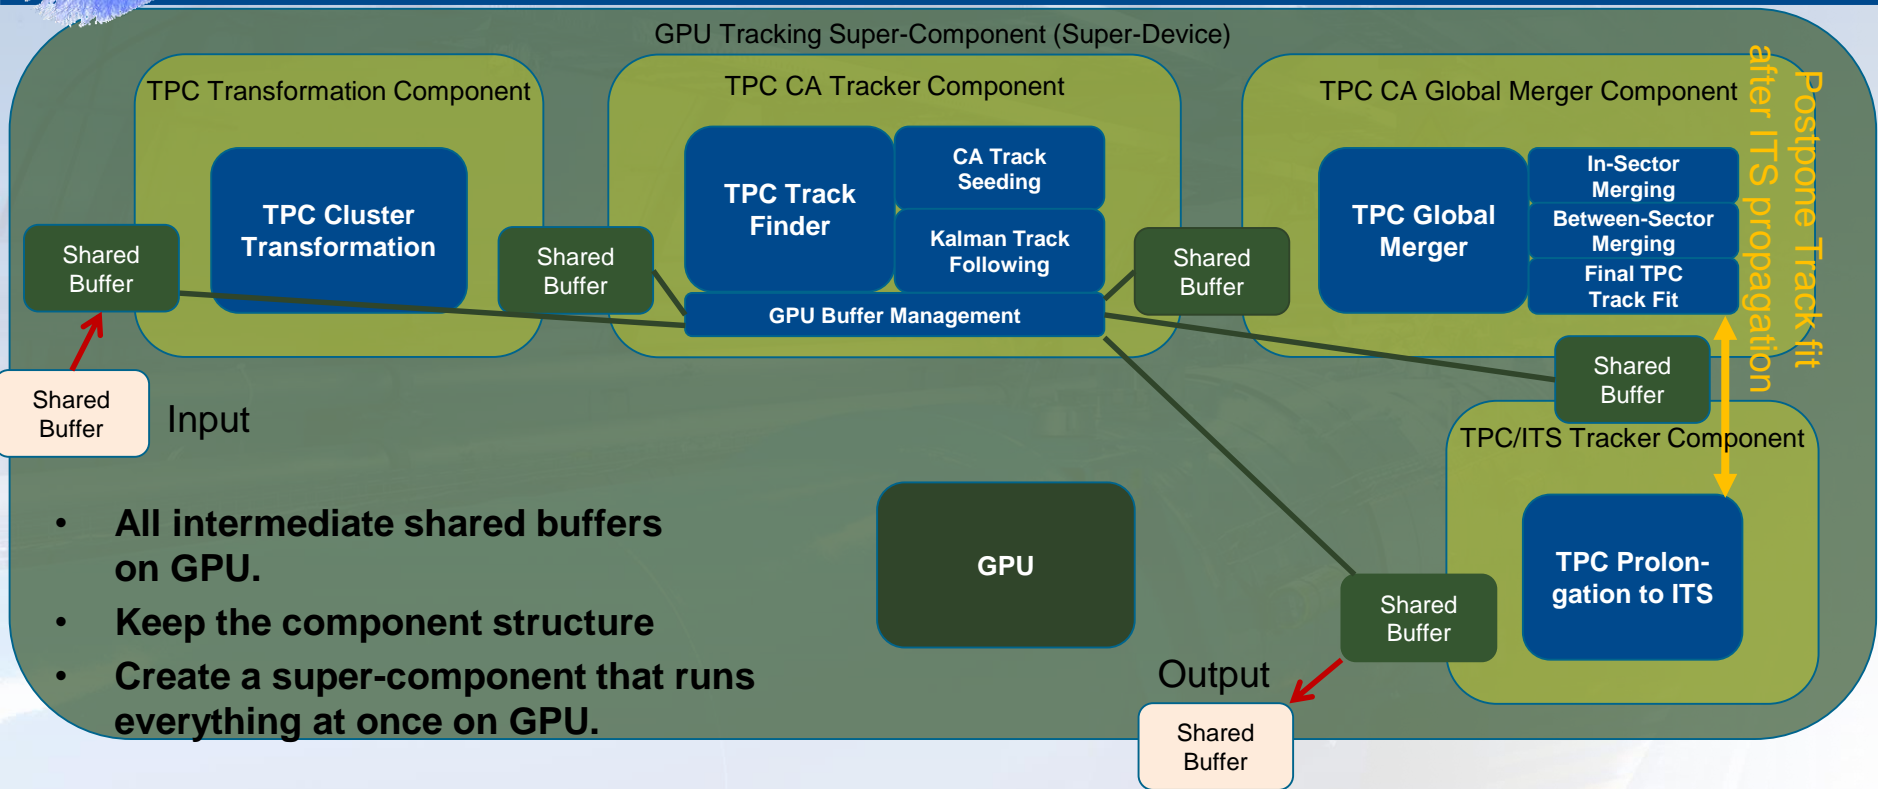 GPU Tracking Super-Component (Super-Device)
TPC Transformation Component
TPC CA Tracker Component
TPC CA Global Merger Component
Postpone Track fit
after ITS propagation
Shared
Buffer
TPC Cluster
Transformation
Shared
Buffer
TPC Track
Finder
CA Track
Seeding
Kalman Track
Following
GPU Buffer Management
Shared
Buffer
TPC Global
Merger
In-Sector
Merging
Between-Sector
Merging
Final TPC
Track Fit
Shared
Buffer
Shared
Buffer
Input
TPC/ITS Tracker Component
• All intermediate shared buffers
on GPU.
• Keep the component structure
• Create a super-component that runs
everything at once on GPU.
GPU
TPC Prolon-
gation to ITS
Shared
Buffer
Output
Shared
Buffer